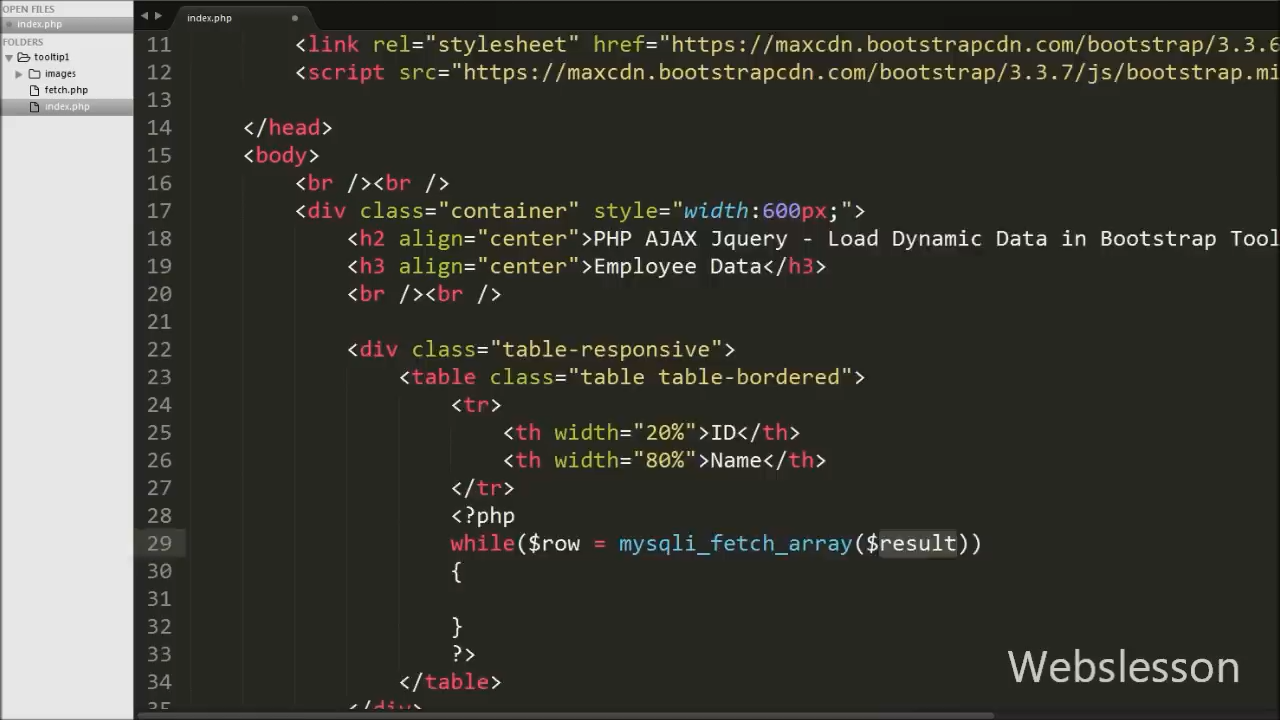 OPEN FILES
index.php
FOLDERS
tooltip1
images
fetch.php
index.php
index.php
11 <link rel="stylesheet" href="https://maxcdn.bootstrapcdn.com/bootstrap/3.3.6
12 <script src="https://maxcdn.bootstrapcdn.com/bootstrap/3.3.7/js/bootstrap.mi
13
14 </head>
15 <body>
16 <br /><br />
17 <div class="container" style="width:600px;">
18 <h2 align="center">PHP AJAX Jquery - Load Dynamic Data in Bootstrap Tool
19 <h3 align="center">Employee Data</h3>
20 <br /><br />
21
22 <div class="table-responsive">
23 <table class="table table-bordered">
24 <tr>
25 <th width="20%">ID</th>
26 <th width="80%">Name</th>
27 </tr>
28 <?php
29 while($row = mysqli_fetch_array($result))
30 {
31
32 }
33 ?>
34 </table>
35 </div>
Webslesson